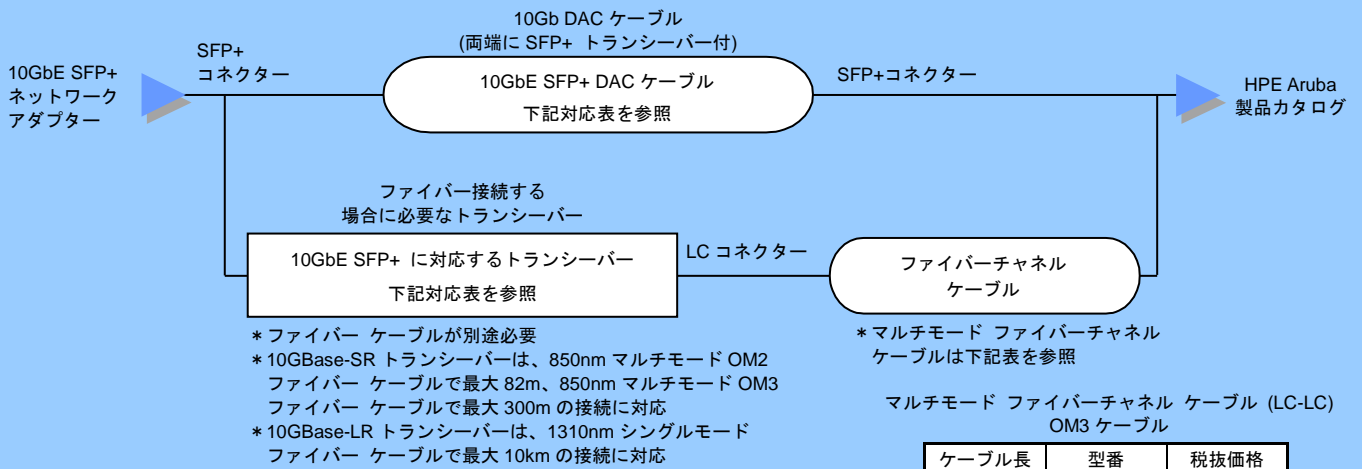 10Gb DAC ケーブル
(両端に SFP+ トランシーバー付)
10GbE SFP+
ネットワーク
アダプター
SFP+
コネクター
10GbE SFP+ DAC ケーブル
下記対応表を参照
SFP+コネクター
HPE Aruba
製品カタログ
ファイバー接続する
場合に必要なトランシーバー
10GbE SFP+ に対応するトランシーバー
下記対応表を参照
LC コネクター
ファイバーチャネル
ケーブル
＊ファイバー ケーブルが別途必要
＊10GBase-SR トランシーバーは、850nm マルチモード OM2
ファイバー ケーブルで最大 82m、850nm マルチモード OM3
ファイバー ケーブルで最大 300m の接続に対応
＊10GBase-LR トランシーバーは、1310nm シングルモード
ファイバー ケーブルで最大 10km の接続に対応
＊マルチモード ファイバーチャネル
ケーブルは下記表を参照
マルチモード ファイバーチャネル ケーブル (LC-LC)
OM3 ケーブル
ケーブル長 型番 税抜価格